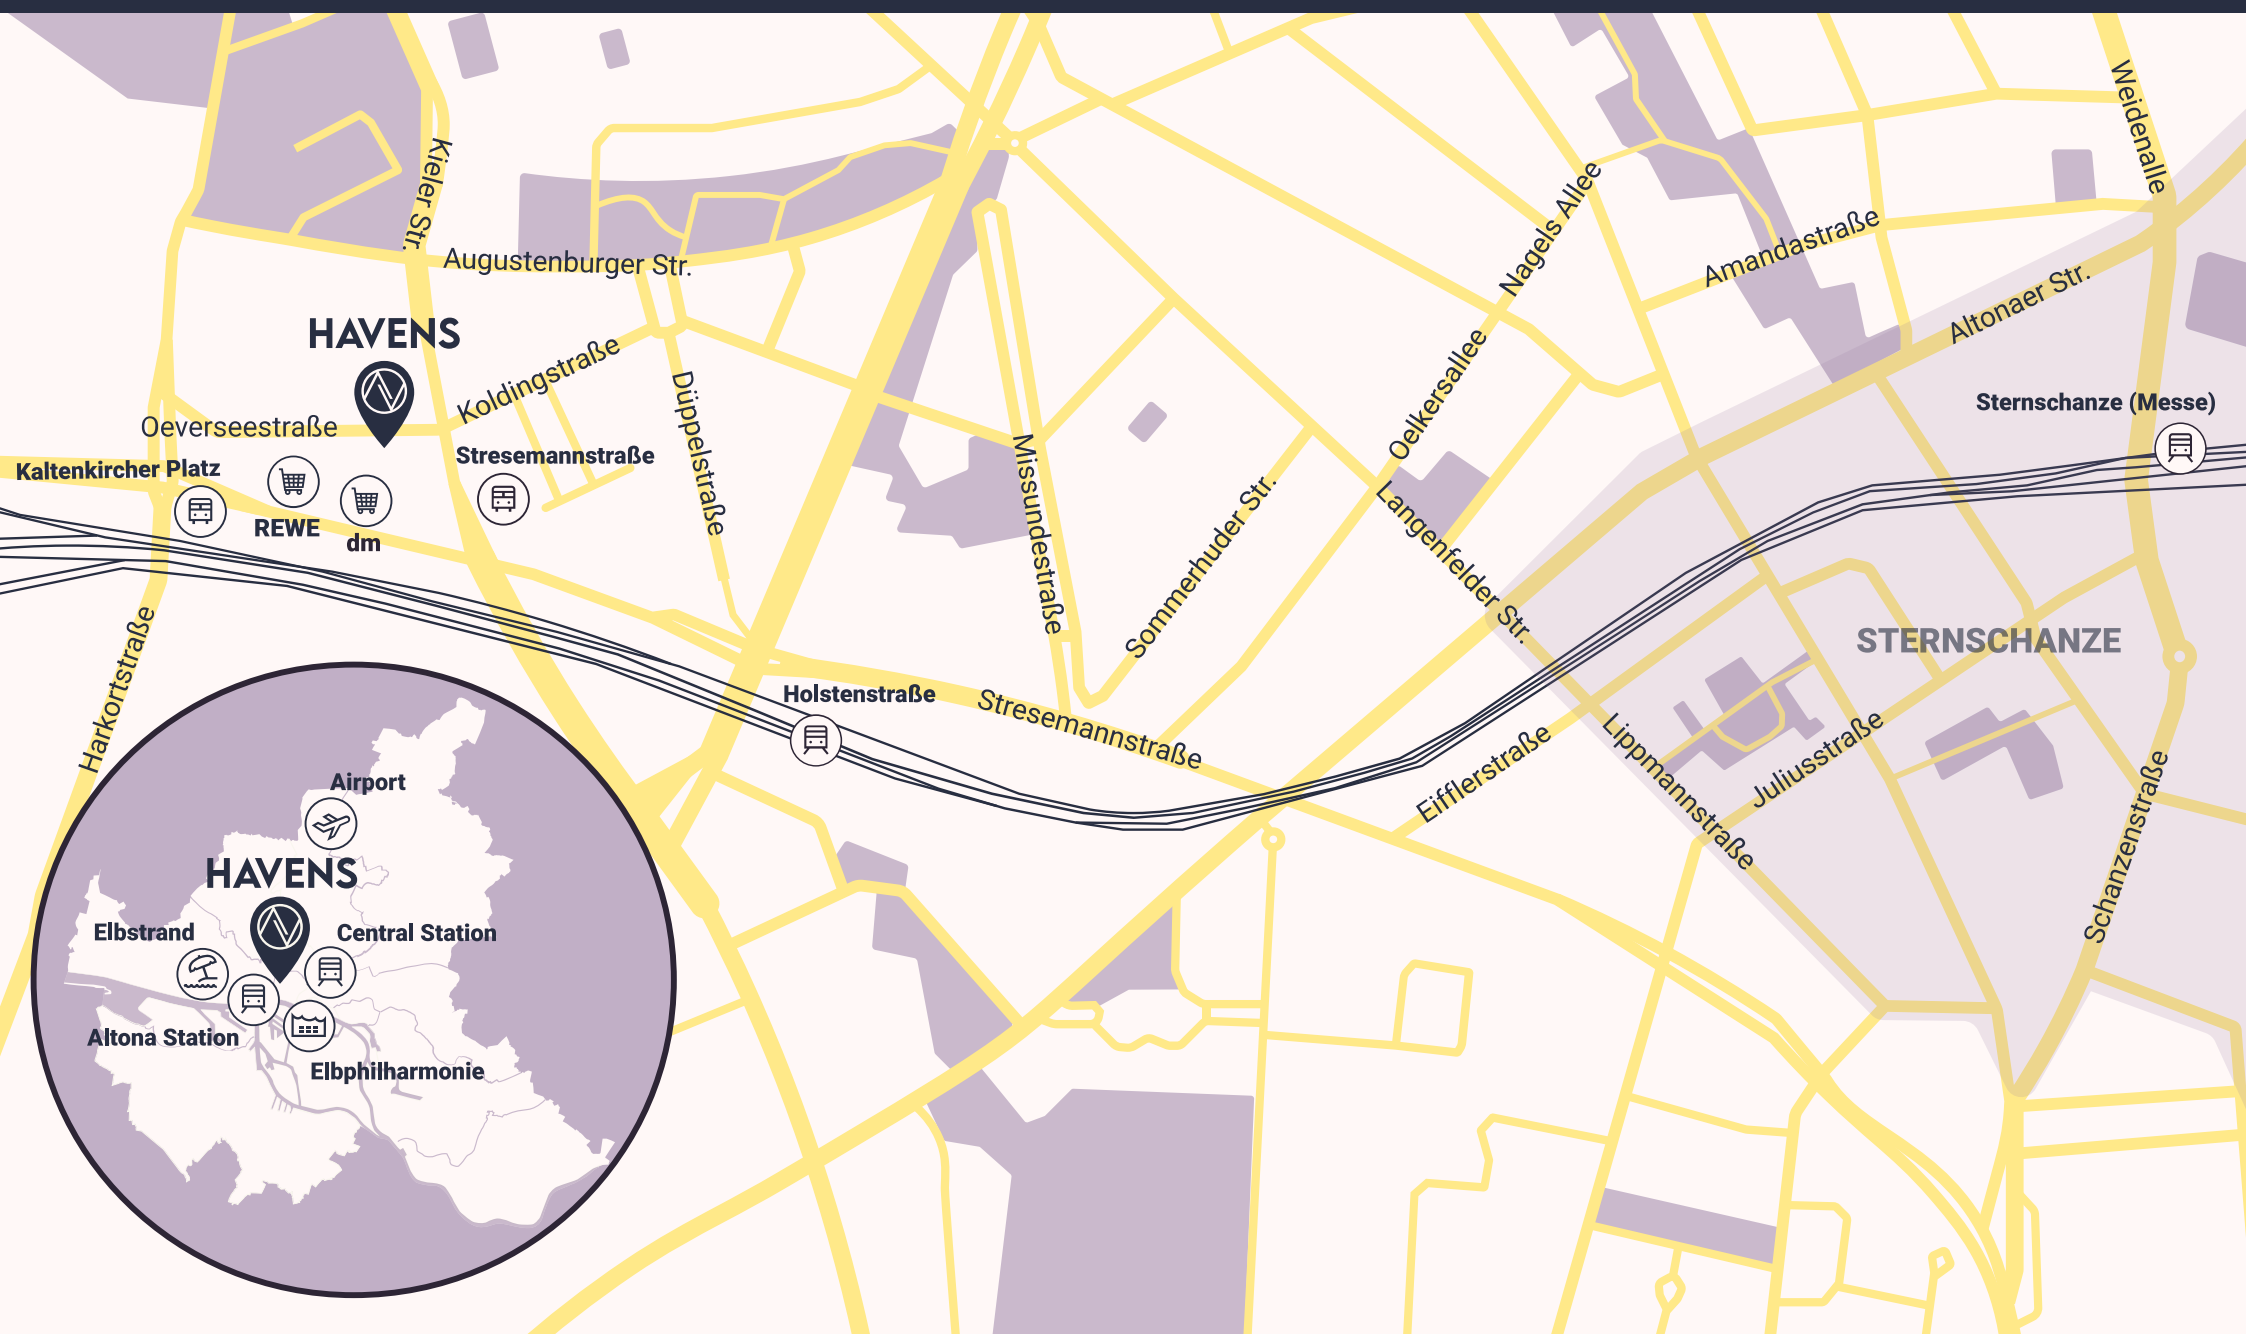 Weidenalle
Kieler Str.
Augustenburger Str.
Nagels Allee
Amandastraße
Altonaer Str.
HAVENS
Koldingstraße
Oeverseestraße
Düppelstraße
Oelkersallee
Sternschanze (Messe)
Kaltenkircher Platz
Stresemannstraße
REWE
dm
Missundestraße
Sommerhuder Str.
Langenfelder Str.
STERNSCHANZE
Harkortstraße
Holstenstraße
Stresemannstraße
Eifflerstraße
Lippmannstraße
Juliusstraße
Schanzenstraße
Airport
HAVENS
Elbstrand
Central Station
Altona Station
Elbphilharmonie